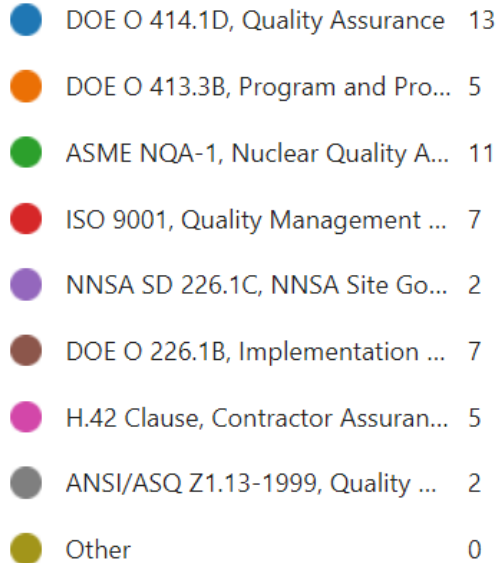 DOE O 414.1D, Quality Assurance 13
DOE O 413.3B, Program and Pro... 5
ASME NQA-1, Nuclear Quality A... 11
ISO 9001, Quality Management ... 7
NNSA SD 226.1C, NNSA Site Go... 2
DOE O 226.1B, Implementation ... 7
H.42 Clause, Contractor Assuran... 5
ANSI/ASQ Z1.13-1999, Quality ... 2
Other 0